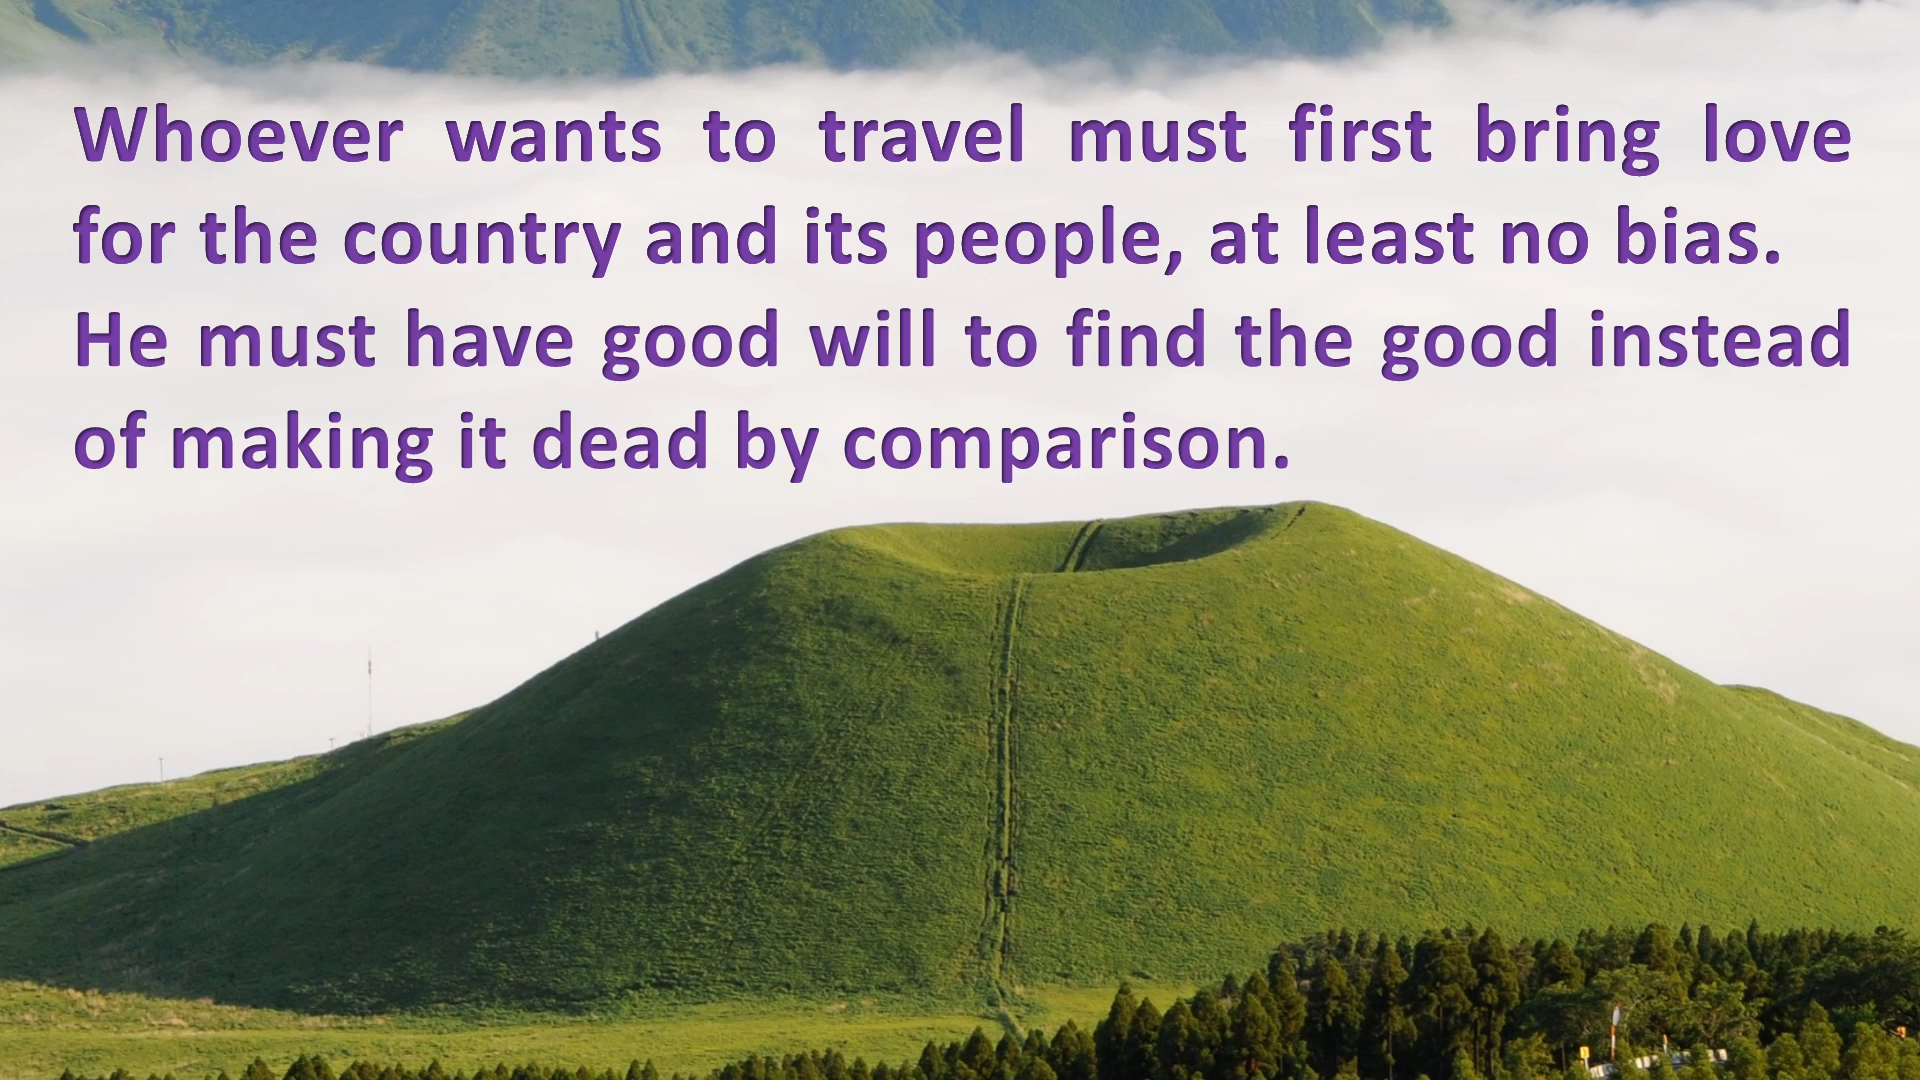 Whoever wants to travel must first bring love
for the country and its people, at least no bias.
He must have good will to find the good instead
of making it dead by comparison.